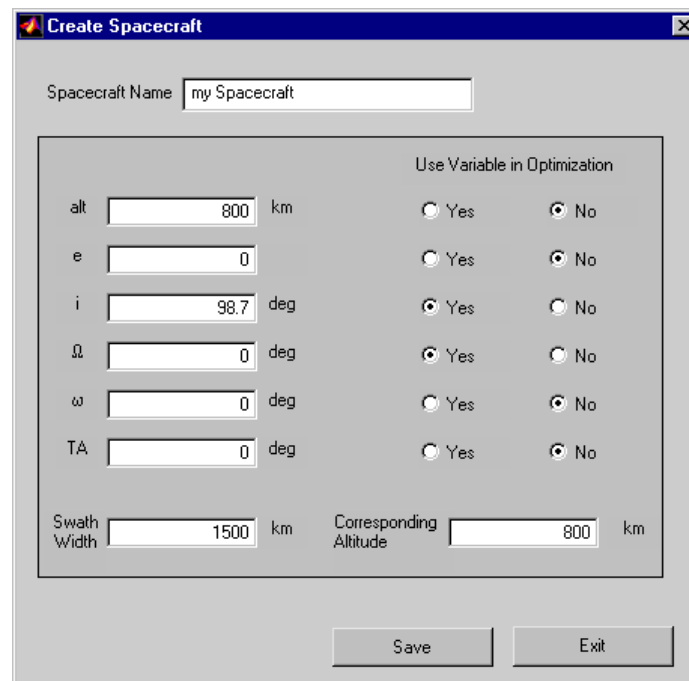 Create Spacecraft
Spacecraft Name my Spacecraft
Use Variable in Optimization
alt 800 km Yes No
e 0 Yes No
i 98.7 deg Yes No
Ω 0 deg Yes No
ω 0 deg Yes No
TA 0 deg Yes No
Swath Width 1500 km Corresponding Altitude 800 km
Save Exit